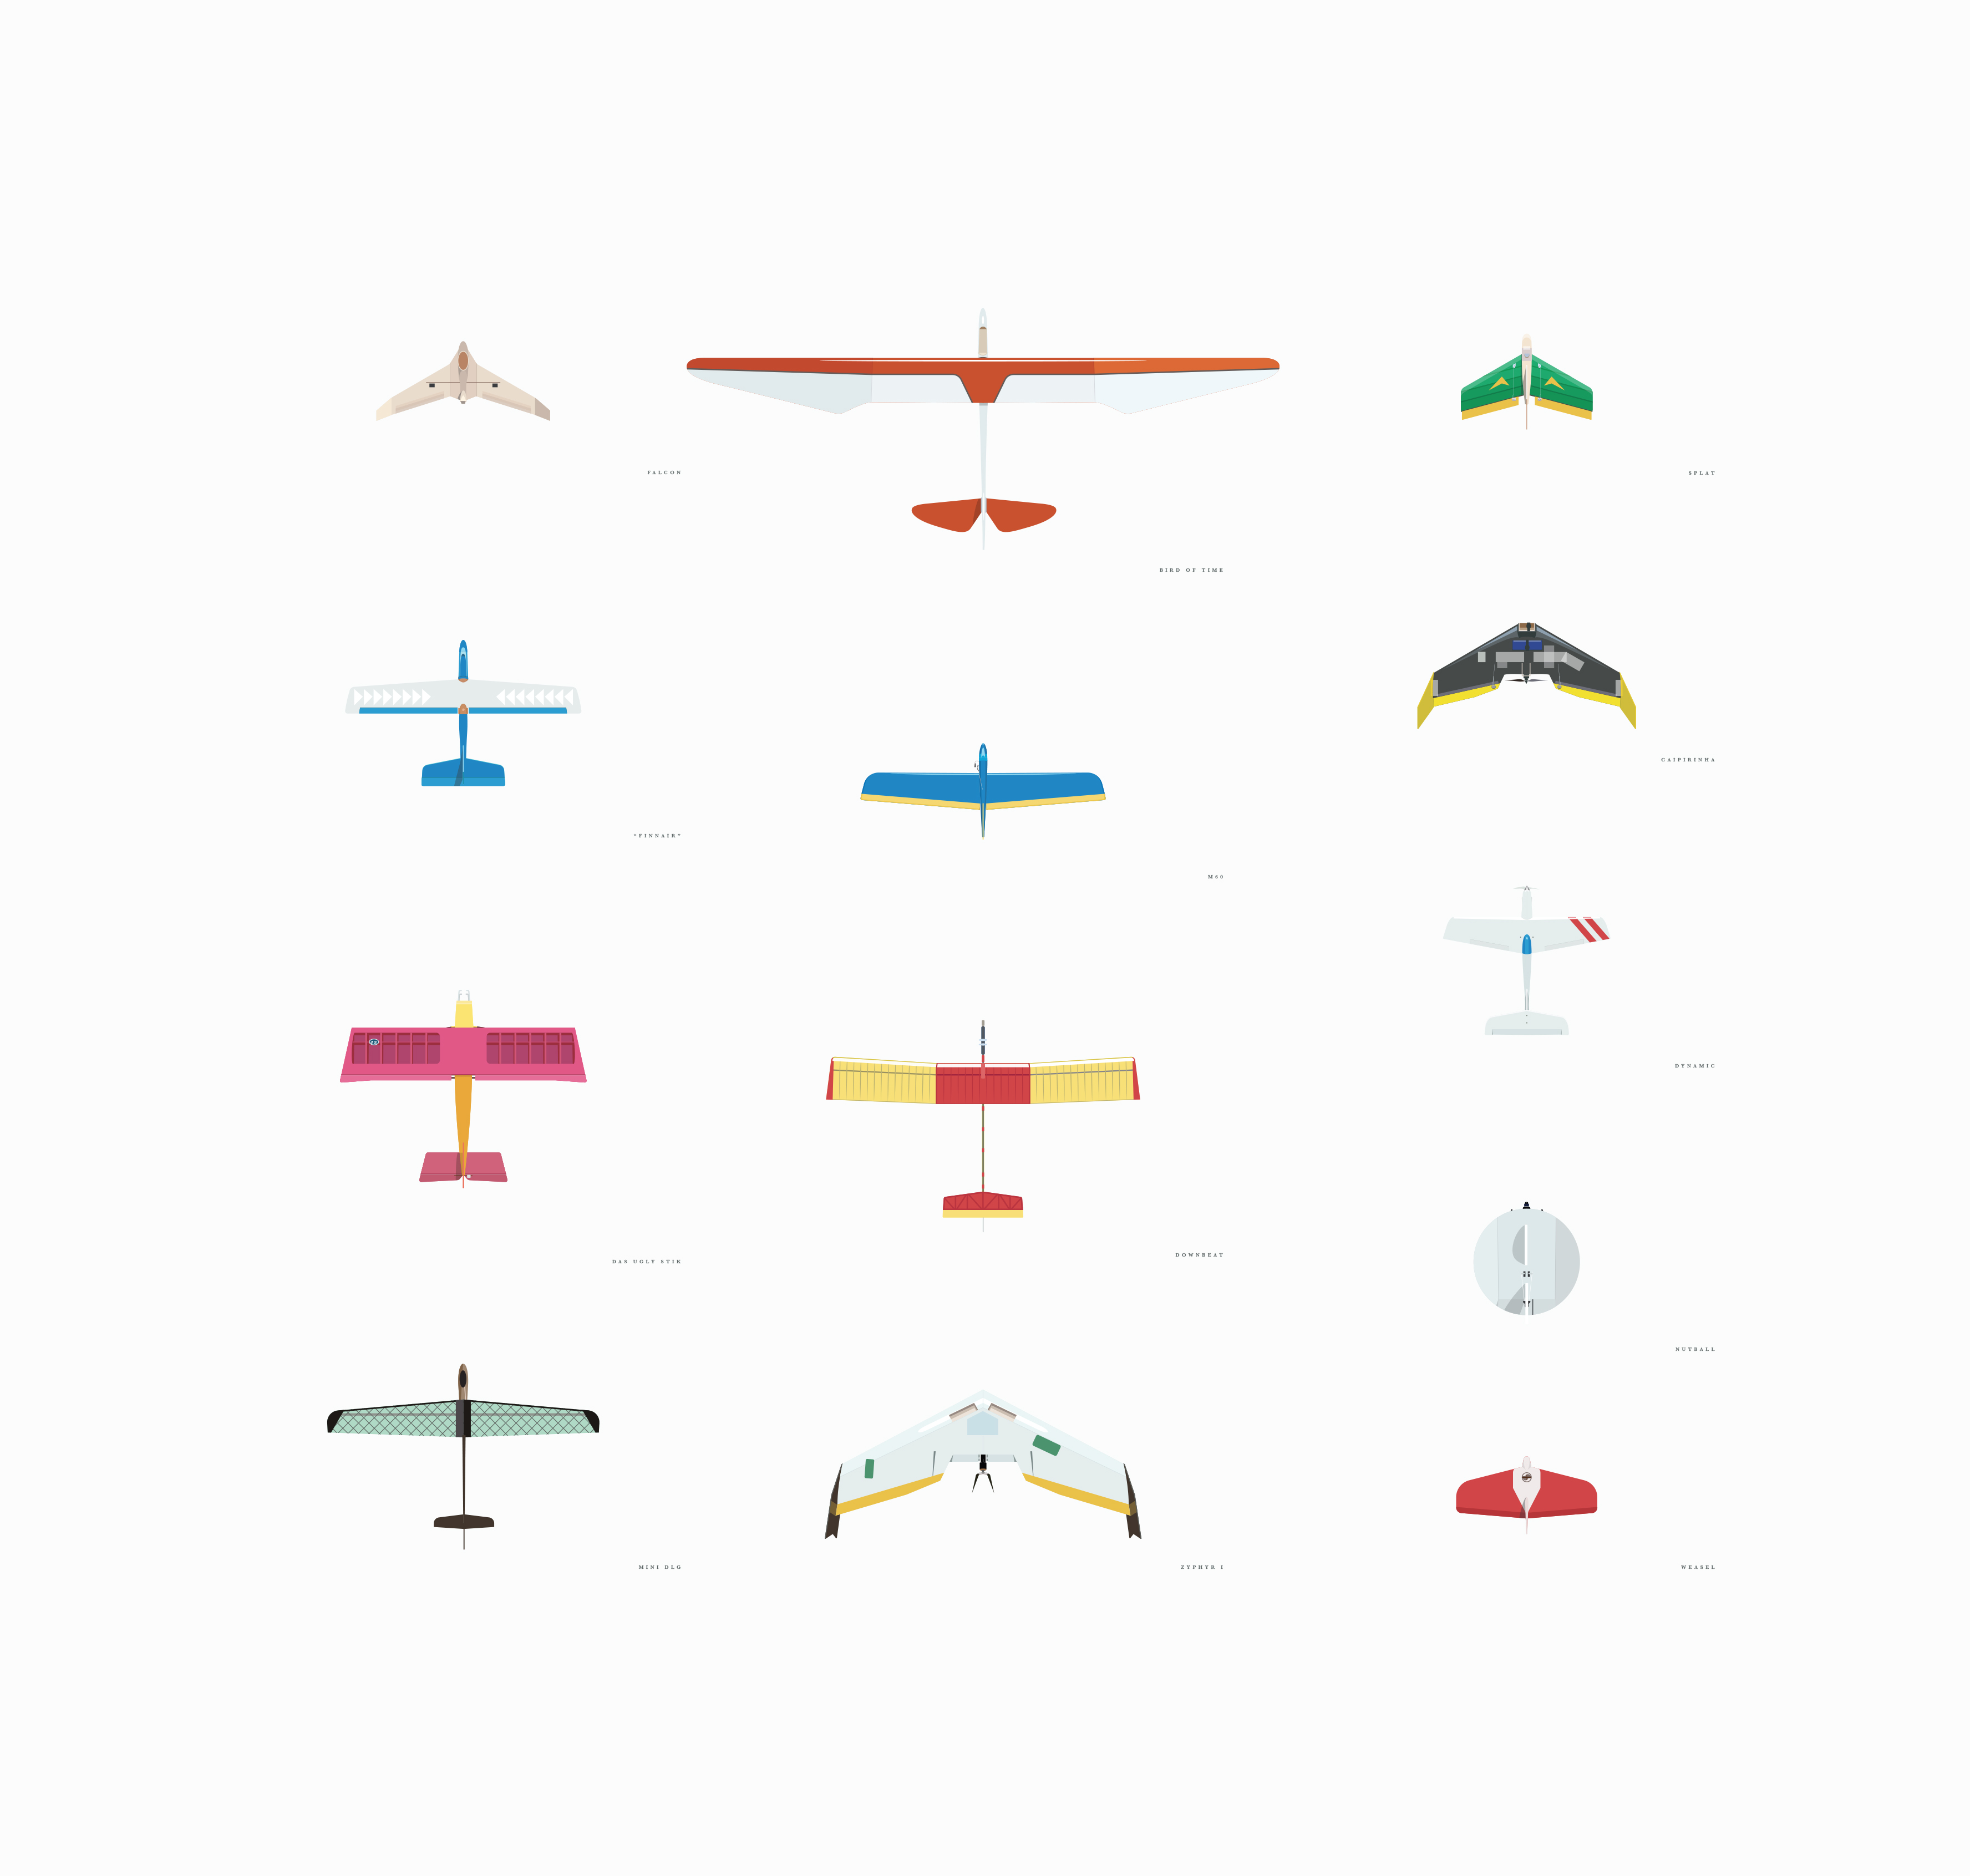 FALCON
SPLAT
BIRD OF TIME
CAIPIRINHA
"FINNAIR"
M60
DYNAMIC
DOWNBEAT
DAS UGLY STIK
NUTBALL
MINI DLG
ZYPHYR I
WEASEL